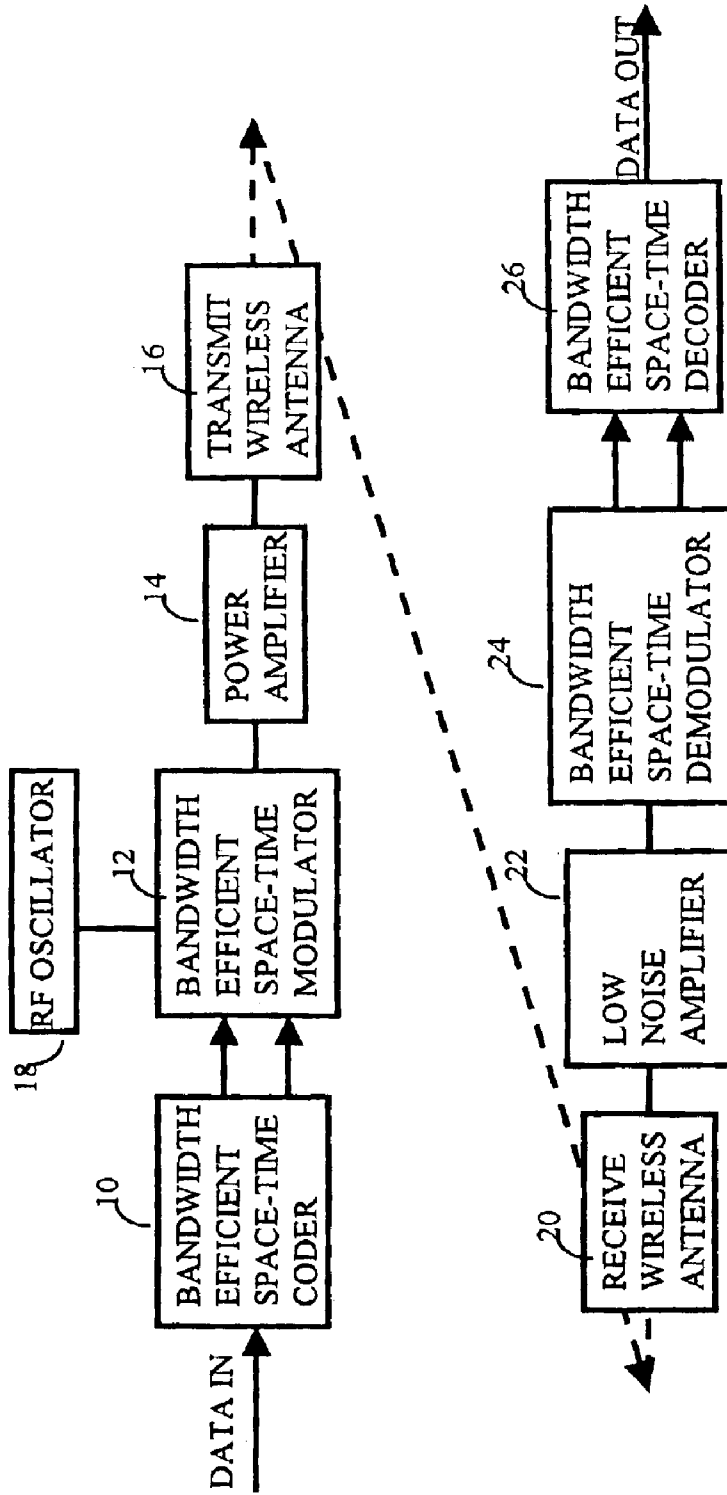 RF OSCILLATOR
18
DATA IN
10
BANDWIDTH
EFFICIENT
SPACE-TIME
CODER
12
BANDWIDTH
EFFICIENT
SPACE-TIME
MODULATOR
14
POWER
AMPLIFIER
16
TRANSMIT
WIRELESS
ANTENNA
20
RECEIVE
WIRELESS
ANTENNA
22
LOW
NOISE
AMPLIFIER
24
BANDWIDTH
EFFICIENT
SPACE-TIME
DEMODULATOR
26
BANDWIDTH
EFFICIENT
SPACE-TIME
DECODER
DATA OUT